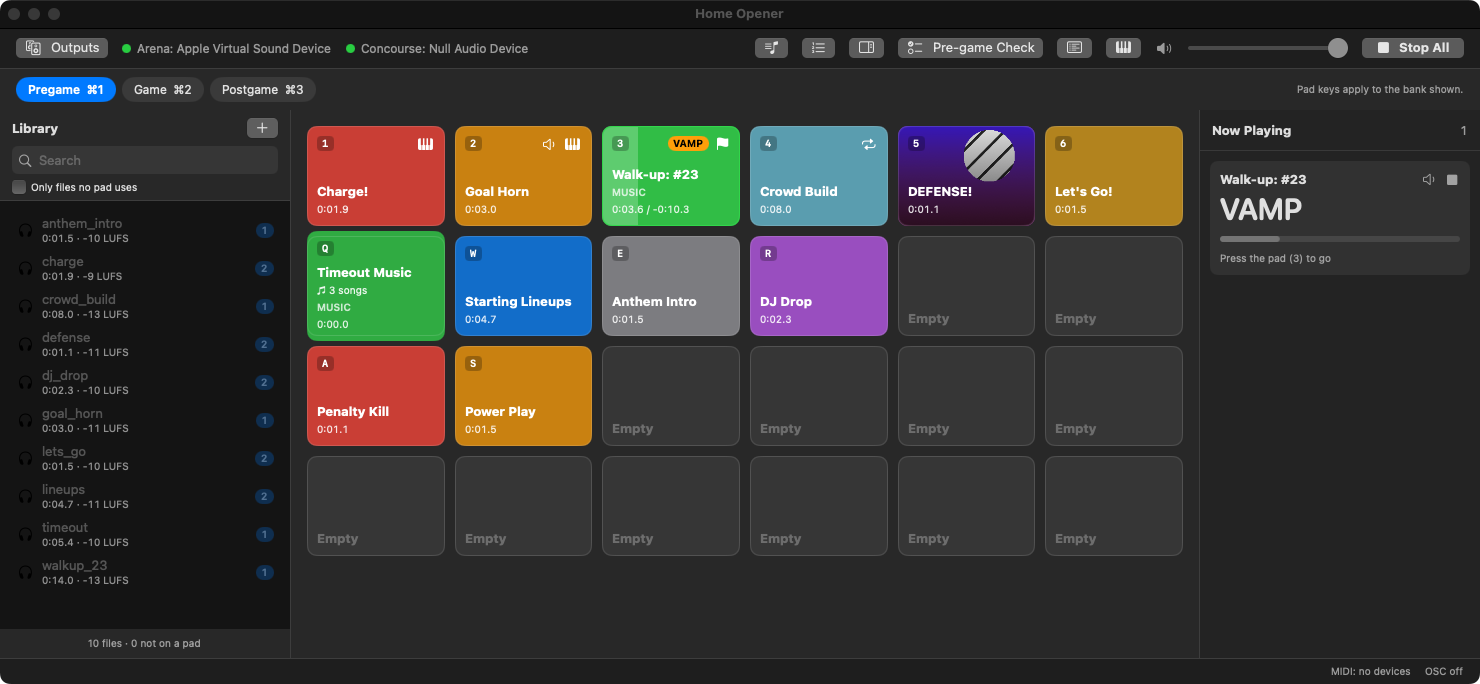 Home Opener
Outputs
Arena: Apple Virtual Sound Device
Concourse: Null Audio Device
Pre-game Check
Stop All
Pregame ⌘1
Game ⌘2
Postgame ⌘3
Pad keys apply to the bank shown.
Library
Search
Only files no pad uses
anthem_intro
0:01.5 · -10 LUFS
1
charge
0:01.9 · -9 LUFS
2
crowd_build
0:08.0 · -13 LUFS
1
defense
0:01.1 · -11 LUFS
2
dj_drop
0:02.3 · -10 LUFS
2
goal_horn
0:03.0 · -11 LUFS
1
lets_go
0:01.5 · -10 LUFS
2
lineups
0:04.7 · -11 LUFS
2
timeout
0:05.4 · -10 LUFS
1
walkup_23
0:14.0 · -13 LUFS
1
10 files · 0 not on a pad
1
Charge!
0:01.9
2
Goal Horn
0:03.0
3
VAMP
Walk-up: #23
MUSIC
0:03.6 / -0:10.3
4
Crowd Build
0:08.0
5
DEFENSE!
0:01.1
6
Let's Go!
0:01.5
Q
Timeout Music
3 songs
MUSIC
0:00.0
W
Starting Lineups
0:04.7
E
Anthem Intro
0:01.5
R
DJ Drop
0:02.3
Empty
Empty
A
Penalty Kill
0:01.1
S
Power Play
0:01.5
Empty
Empty
Empty
Empty
Empty
Empty
Empty
Empty
Empty
Empty
Now Playing
1
Walk-up: #23
VAMP
Press the pad (3) to go
MIDI: no devices
OSC off